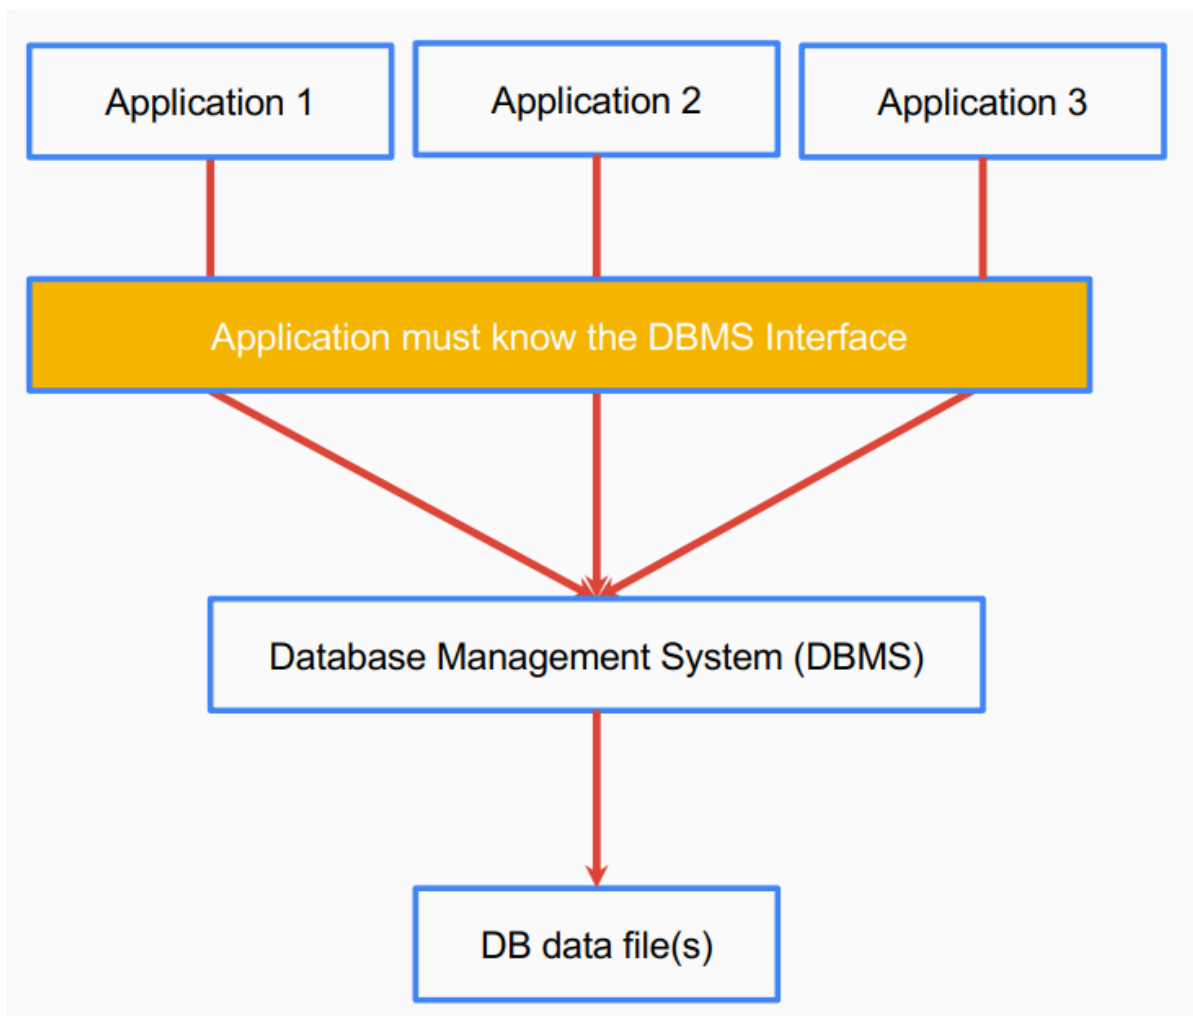 Application 1
Application 2
Application 3
Application must know the DBMS Interface
Database Management System (DBMS)
DB data file(s)